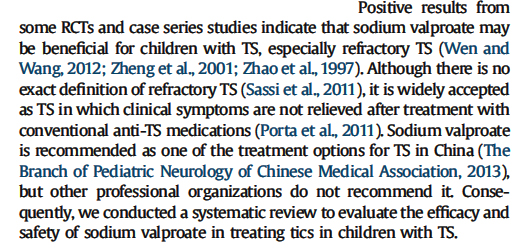 Positive results from
some RCTs and case series studies indicate that sodium valproate may
be beneficial for children with TS, especially refractory TS (Wen and
Wang, 2012; Zheng et al., 2001; Zhao et al., 1997). Although there is no
exact definition of refractory TS (Sassi et al., 2011), it is widely accepted
as TS in which clinical symptoms are not relieved after treatment with
conventional anti-TS medications (Porta et al., 2011). Sodium valproate
is recommended as one of the treatment options for TS in China (The
Branch of Pediatric Neurology of Chinese Medical Association, 2013),
but other professional organizations do not recommend it. Conse-
quently, we conducted a systematic review to evaluate the efficacy and
safety of sodium valproate in treating tics in children with TS.